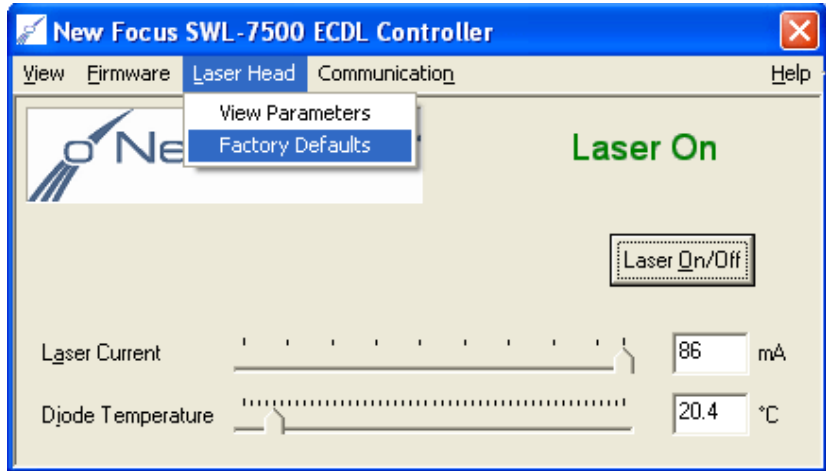 New Focus SWL-7500 ECDL Controller
View Firmware Laser Head Communication Help
View Parameters
Factory Defaults
Ne
Laser On
Laser On/Off
Laser Current 86 mA
Diode Temperature 20.4 °C